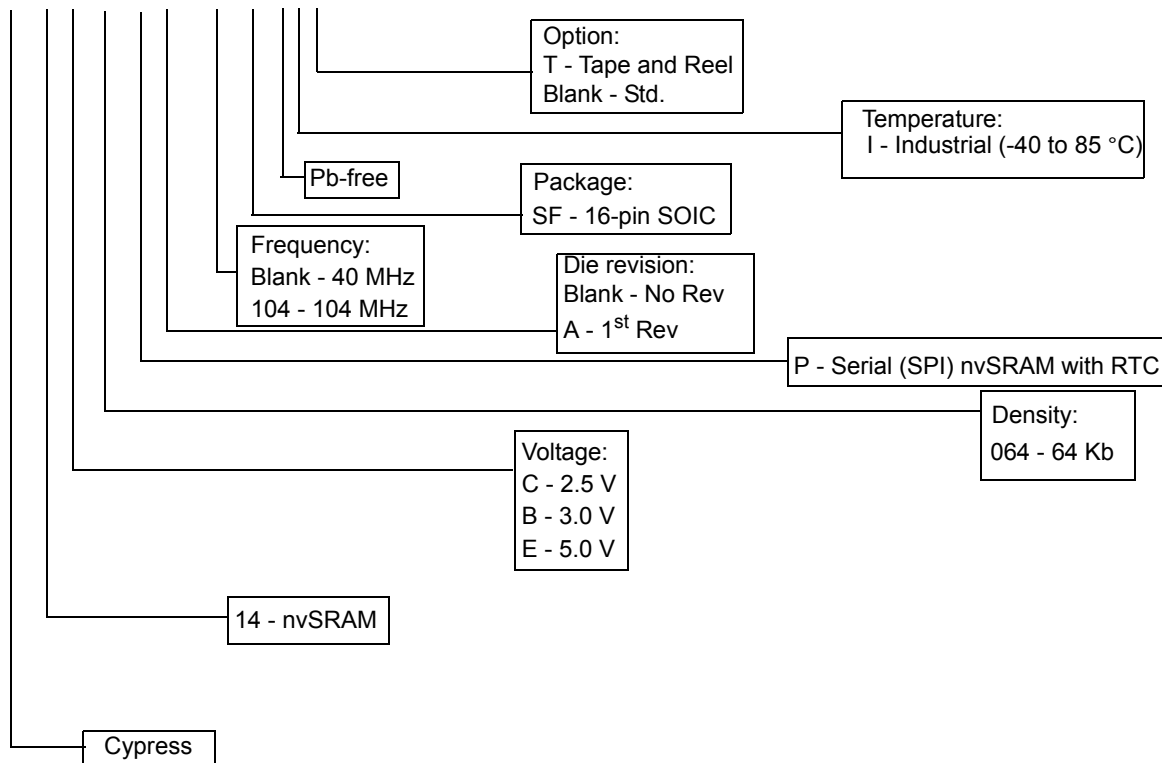 Option:
T - Tape and Reel
Blank - Std.
Temperature:
I - Industrial (-40 to 85 °C)
Pb-free
Package:
SF - 16-pin SOIC
Frequency:
Blank - 40 MHz
104 - 104 MHz
Die revision:
Blank - No Rev
A - 1st Rev
P - Serial (SPI) nvSRAM with RTC
Density:
064 - 64 Kb
Voltage:
C - 2.5 V
B - 3.0 V
E - 5.0 V
14 - nvSRAM
Cypress